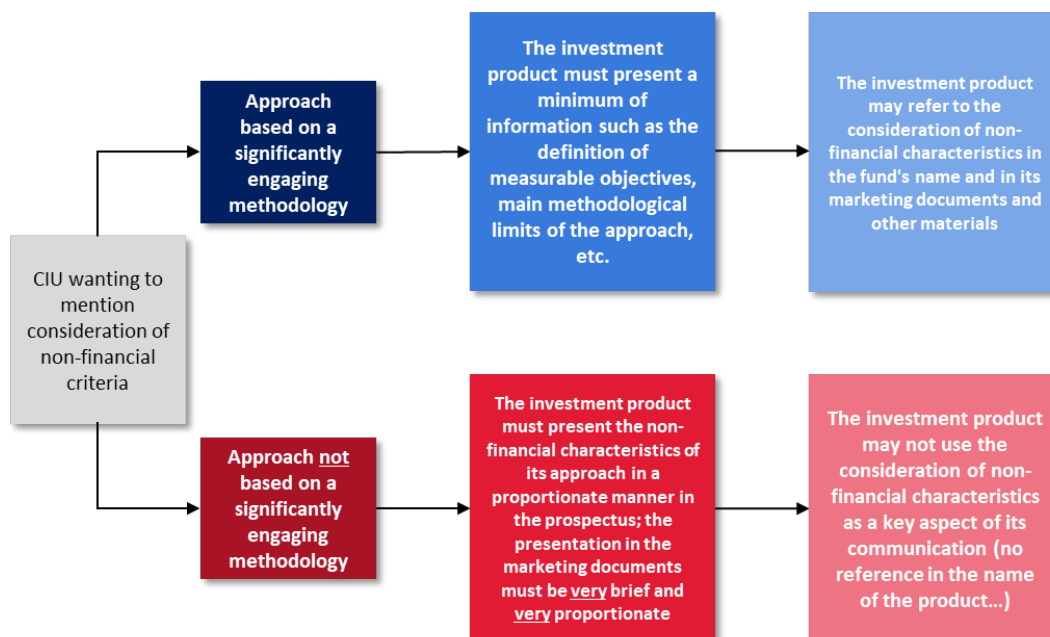 CIU wanting to
mention
consideration of
non-financial
criteria
Approach
based on a
significantly
engaging
methodology
The investment
product must present a
minimum of
information such as the
definition of
measurable objectives,
main methodological
limits of the approach,
etc.
The investment product
may refer to the
consideration of non-
financial characteristics in
the fund's name and in its
marketing documents and
other materials
Approach not
based on a
significantly
engaging
methodology
The investment product
must present the non-
financial characteristics of
its approach in a
proportionate manner in
the prospectus; the
presentation in the
marketing documents
must be very brief and
very proportionate
The investment product
may not use the
consideration of non-
financial characteristics
as a key aspect of its
communication (no
reference in the name
of the product...)